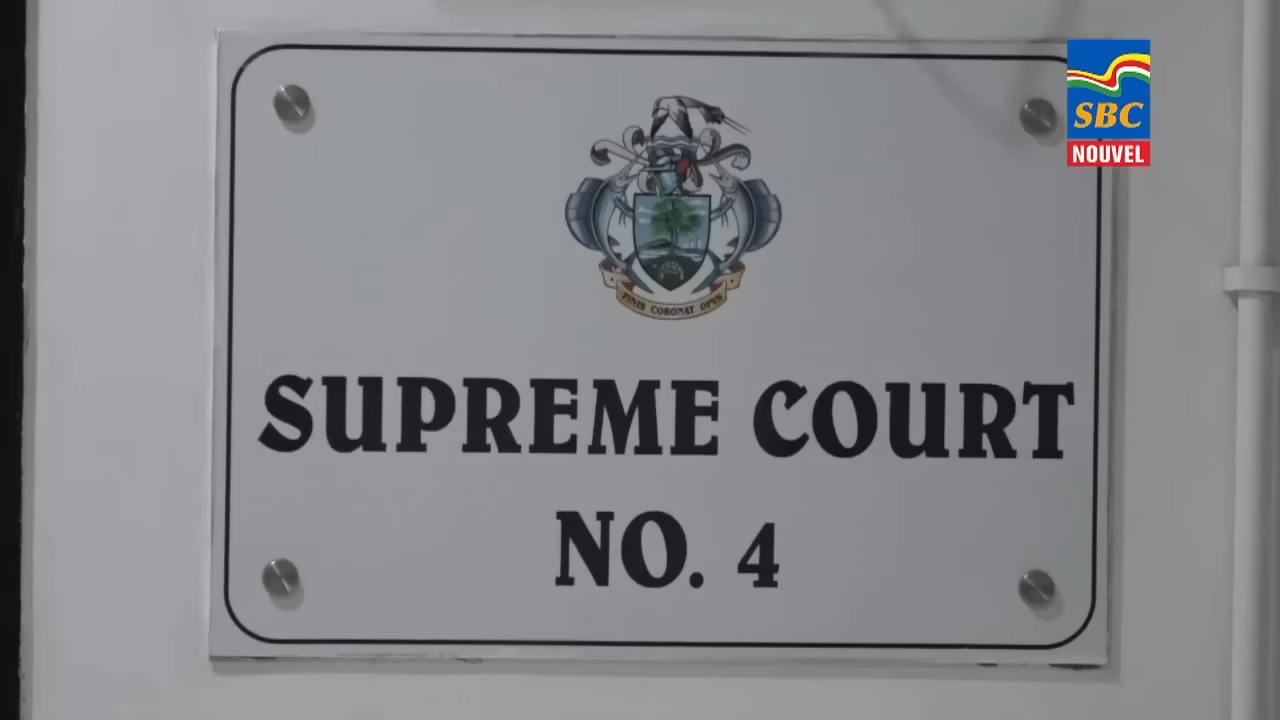 SBC
NOUVEL
FINIS CORONAT OPUS
SUPREME COURT
NO. 4